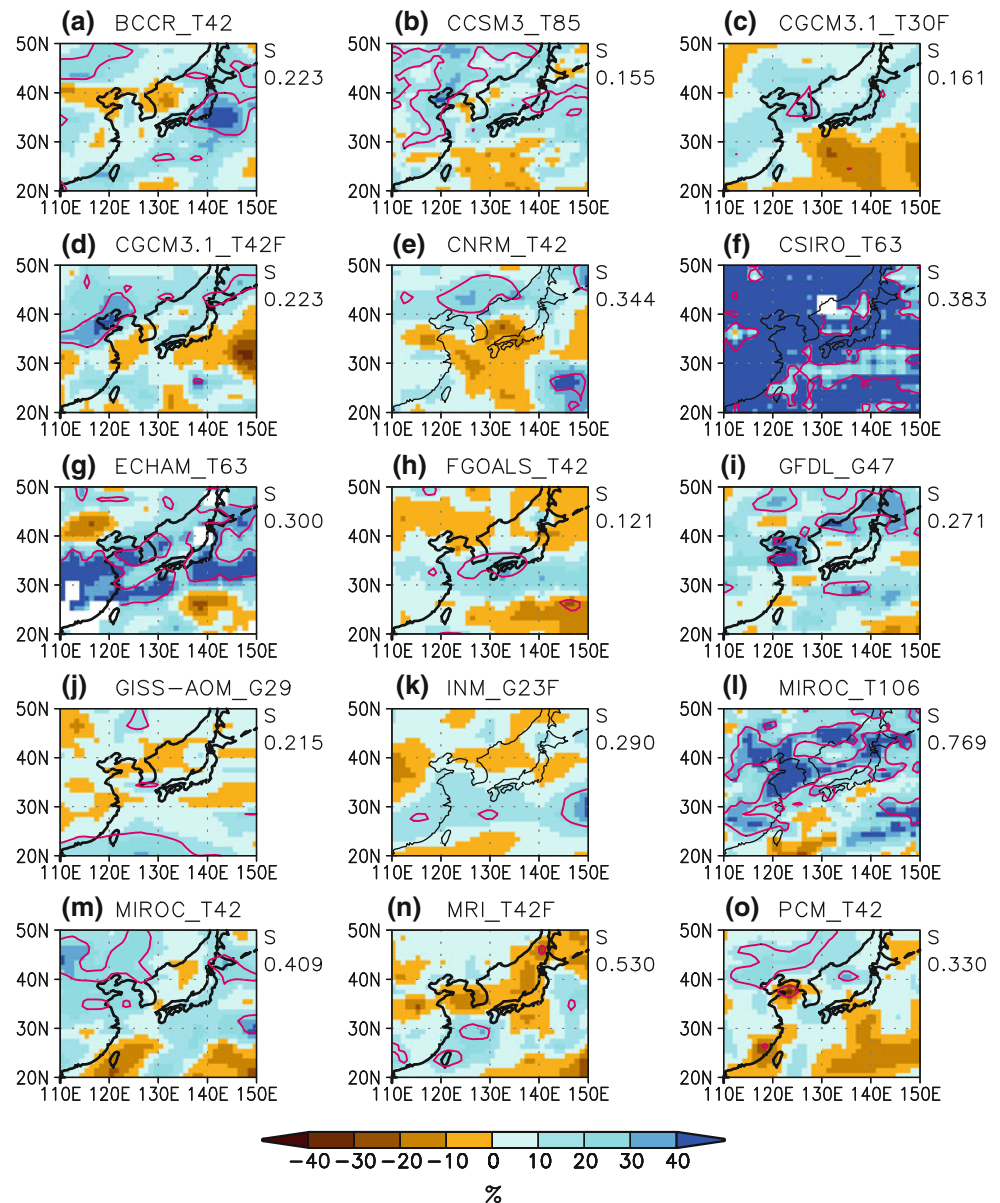 (a) BCCR_T42
(b) CCSM3_T85
(c) CGCM3.1_T30F
50N 40N 30N 20N
S 0.223
110E 120E 130E 140E 150E
50N 40N 30N 20N
S 0.155
110E 120E 130E 140E 150E
50N 40N 30N 20N
S 0.161
110E 120E 130E 140E 150E
(d) CGCM3.1_T42F
(e) CNRM_T42
(f) CSIRO_T63
50N 40N 30N 20N
S 0.223
110E 120E 130E 140E 150E
50N 40N 30N 20N
S 0.344
110E 120E 130E 140E 150E
50N 40N 30N 20N
S 0.383
110E 120E 130E 140E 150E
(g) ECHAM_T63
(h) FGOALS_T42
(i) GFDL_G47
50N 40N 30N 20N
S 0.300
110E 120E 130E 140E 150E
50N 40N 30N 20N
S 0.121
110E 120E 130E 140E 150E
50N 40N 30N 20N
S 0.271
110E 120E 130E 140E 150E
(j) GISS-AOM_G29
(k) INM_G23F
(l) MIROC_T106
50N 40N 30N 20N
S 0.215
110E 120E 130E 140E 150E
50N 40N 30N 20N
S 0.290
110E 120E 130E 140E 150E
50N 40N 30N 20N
S 0.769
110E 120E 130E 140E 150E
(m) MIROC_T42
(n) MRI_T42F
(o) PCM_T42
50N 40N 30N 20N
S 0.409
110E 120E 130E 140E 150E
50N 40N 30N 20N
S 0.530
110E 120E 130E 140E 150E
50N 40N 30N 20N
S 0.330
110E 120E 130E 140E 150E
-40 -30 -20 -10 0 10 20 30 40
%